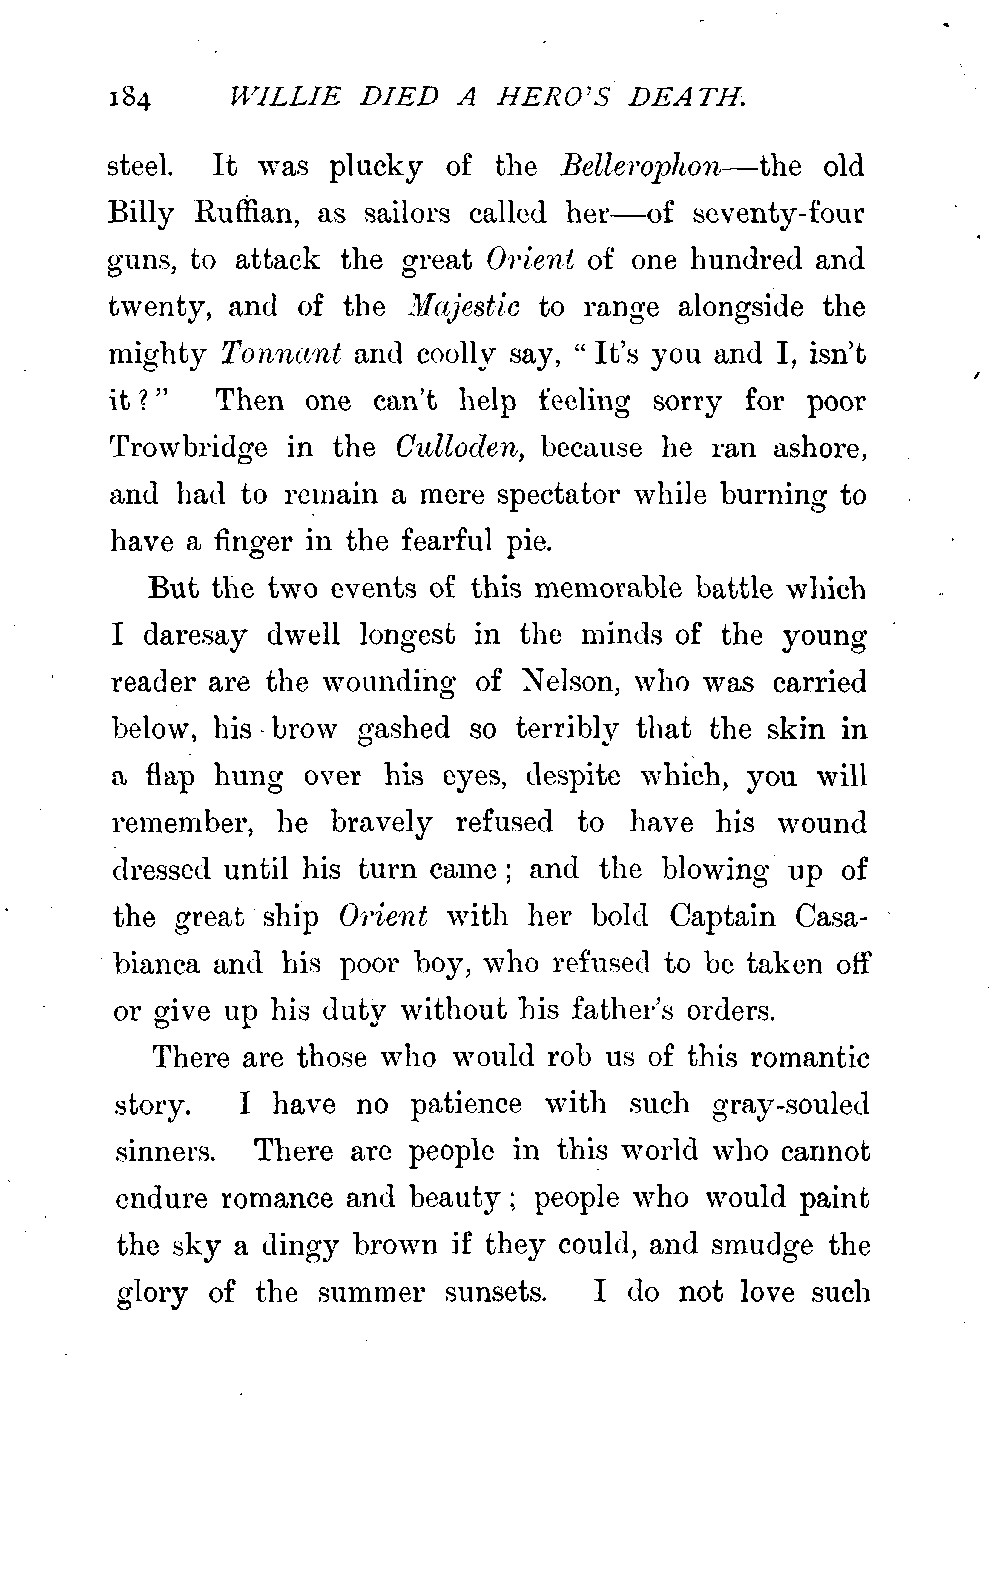 184 WILLIE DIED A HERO'S DEATH.
steel. It was plucky of the Bellerophon—the old
Billy Ruffian, as sailors called her—of seventy-four
guns, to attack the great Orient of one hundred and
twenty, and of the Majestic to range alongside the
mighty Tonnant and coolly say, “ It's you and I, isn't
it ? ” Then one can't help feeling sorry for poor
Trowbridge in the Culloden, because he ran ashore,
and had to remain a mere spectator while burning to
have a finger in the fearful pie.
But the two events of this memorable battle which
I daresay dwell longest in the minds of the young
reader are the wounding of Nelson, who was carried
below, his brow gashed so terribly that the skin in
a flap hung over his eyes, despite which, you will
remember, he bravely refused to have his wound
dressed until his turn came ; and the blowing up of
the great ship Orient with her bold Captain Casa-
bianca and his poor boy, who refused to be taken off
or give up his duty without his father's orders.
There are those who would rob us of this romantic
story. I have no patience with such gray-souled
sinners. There are people in this world who cannot
endure romance and beauty ; people who would paint
the sky a dingy brown if they could, and smudge the
glory of the summer sunsets. I do not love such